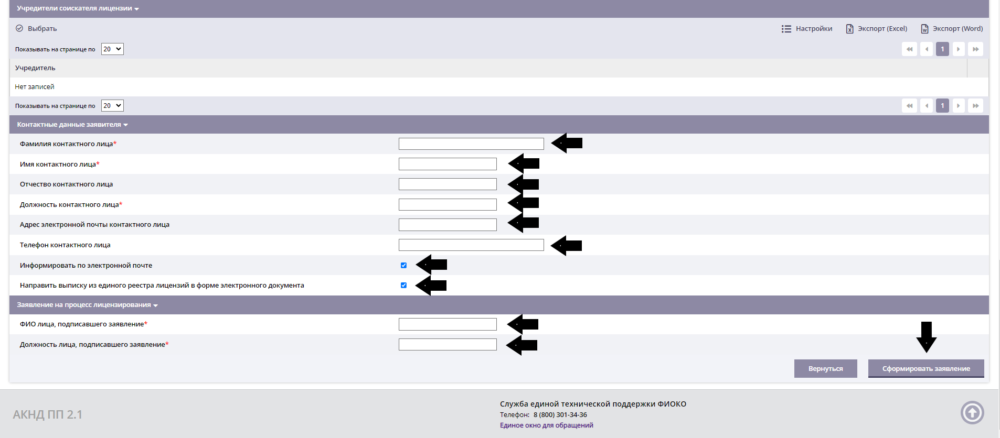 Учредители соискателя лицензии
Выбрать
Настройки Экспорт (Excel) Экспорт (Word)
Показывать на странице по 20
1
Учредитель
Нет записей
Показывать на странице по 20
1
Контактные данные заявителя
Фамилия контактного лица*
Имя контактного лица*
Отчество контактного лица
Должность контактного лица*
Адрес электронной почты контактного лица
Телефон контактного лица
Информировать по электронной почте
Направить выписку из единого реестра лицензий в форме электронного документа
Заявление на процесс лицензирования
ФИО лица, подписавшего заявление*
Должность лица, подписавшего заявление*
Вернуться Сформировать заявление
АКНД ПП 2.1
Служба единой технической поддержки ФИОКО
Телефон: 8 (800) 301-34-36
Единое окно для обращений